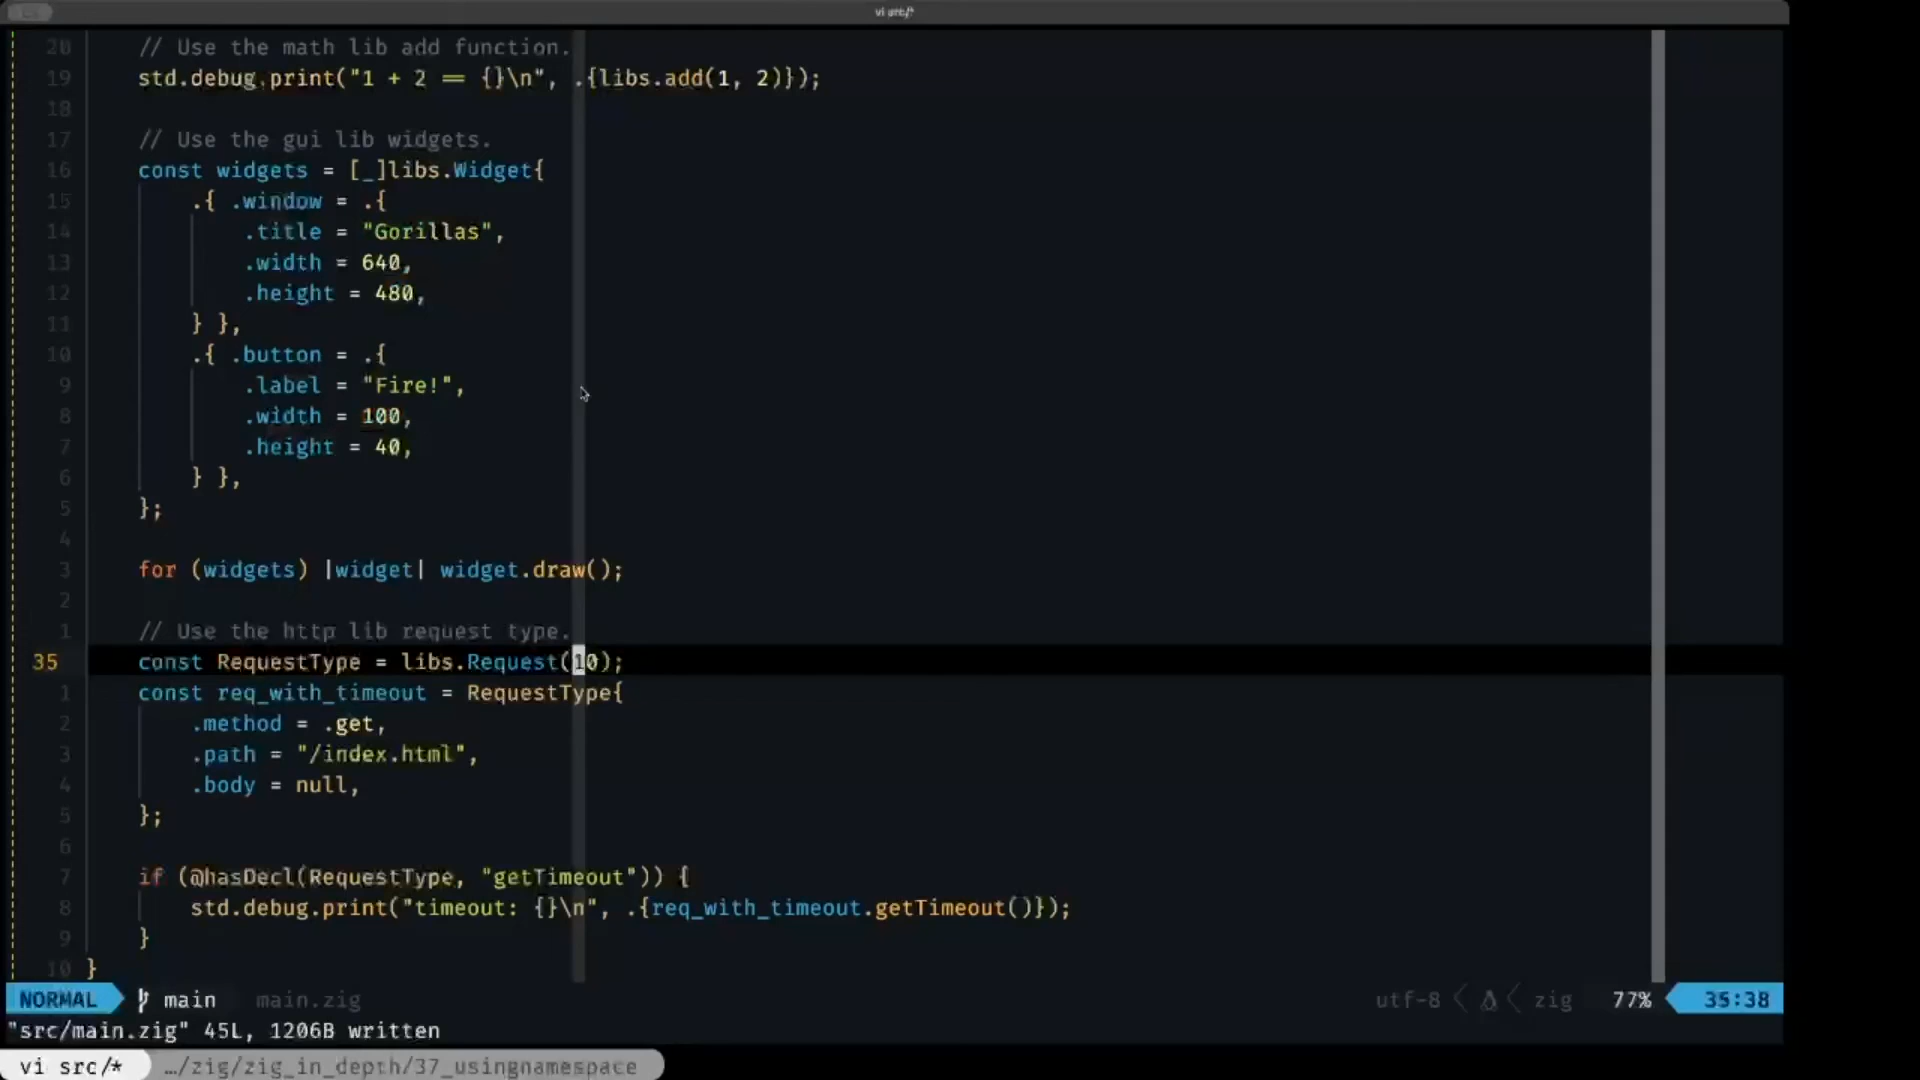 vi src/*
20 // Use the math lib add function.
19 std.debug.print("1 + 2 == {}\n", .{libs.add(1, 2)});
18
17 // Use the gui lib widgets.
16 const widgets = [_]libs.Widget{
15 .{ .window = .{
14 .title = "Gorillas",
13 .width = 640,
12 .height = 480,
11 } },
10 .{ .button = .{
9 .label = "Fire!",
8 .width = 100,
7 .height = 40,
6 } },
5 };
4
3 for (widgets) |widget| widget.draw();
2
1 // Use the http lib request type.
35 const RequestType = libs.Request(10);
1 const req_with_timeout = RequestType{
2 .method = .get,
3 .path = "/index.html",
4 .body = null,
5 };
6
7 if (@hasDecl(RequestType, "getTimeout")) {
8 std.debug.print("timeout: {}\n", .{req_with_timeout.getTimeout()});
9 }
10 }
NORMAL main main.zig utf-8 zig 77% 35:38
"src/main.zig" 45L, 1206B written
vi src/* …/zig/zig_in_depth/37_usingnamespace